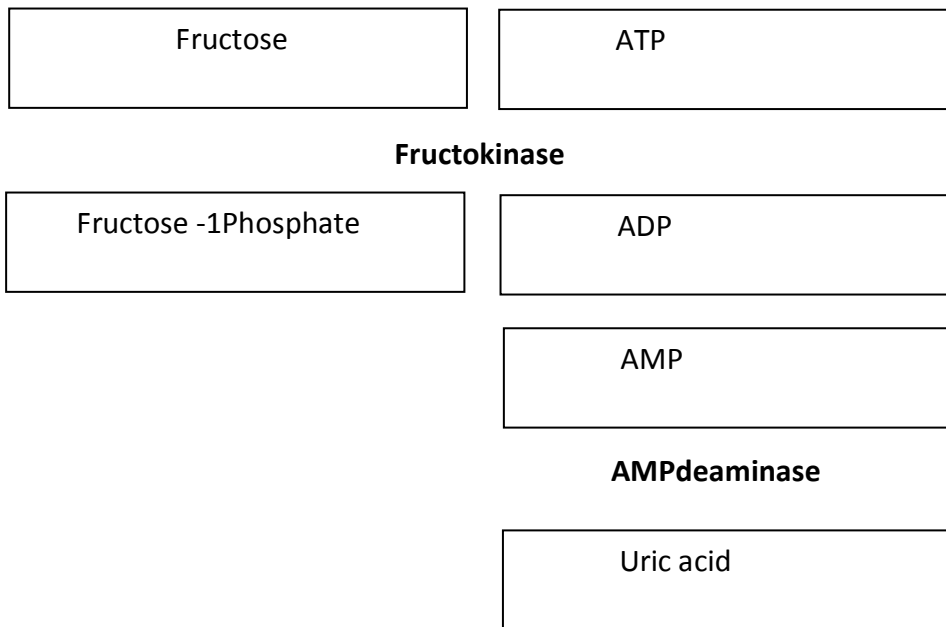 Fructose
ATP
Fructokinase
Fructose -1Phosphate
ADP
AMP
AMPdeaminase
Uric acid